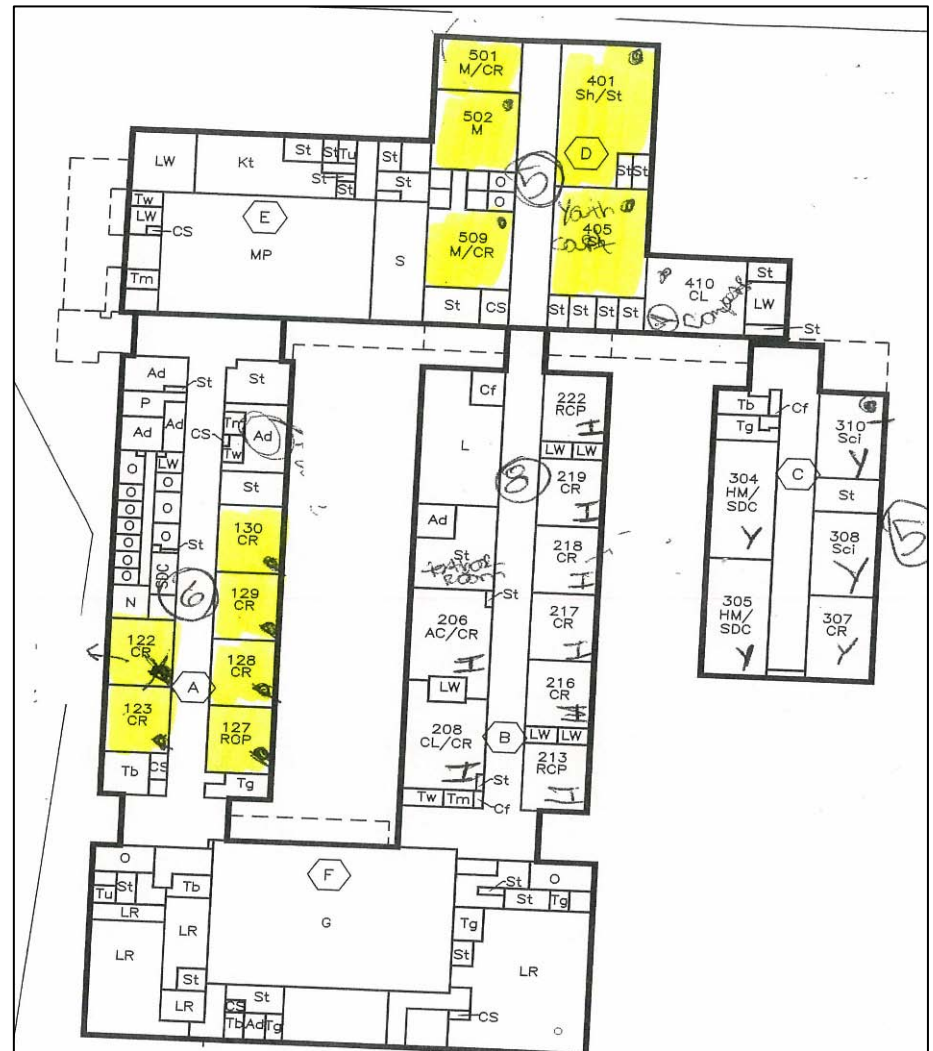 501
M/CR
502
M
401
Sh/St
D
St St
5
LW
Kt
St
St
Tu
St
St
St
St
O
O
Tw
LW
CS
E
MP
S
509
M/CR
Youth
Court
405
Sh
Tm
St
CS
St
St
St
St
410
CL
Y
St
LW
St
Ad
St
P
Ad
Ad
St
CS
Tw
Ad
LW
O
O
O
O
O
O
O
O
O
St
SDC
N
St
130
CR
129
CR
6
122
CR
128
CR
A
123
CR
127
ROP
Tb
CS
Tg
Cf
222
RCP
H
L
LW
LW
8
219
CR
H
Ad
218
CR
H
St
Textbook
Room
St
217
CR
H
206
AC/CR
H
216
CR
H
LW
B
LW
LW
208
CL/CR
H
213
RCP
H
St
Tw
Tm
Cf
Tb
Cf
Tg
310
Sci
Y
C
304
HM/
SDC
Y
St
308
Sci
Y
5
305
HM/
SDC
Y
307
CR
Y
O
Tu
St
Tb
LR
LR
LR
St
LR
F
G
St
O
St
Tg
Tg
St
LR
CS
St
CS
Tb
Ad
Tg